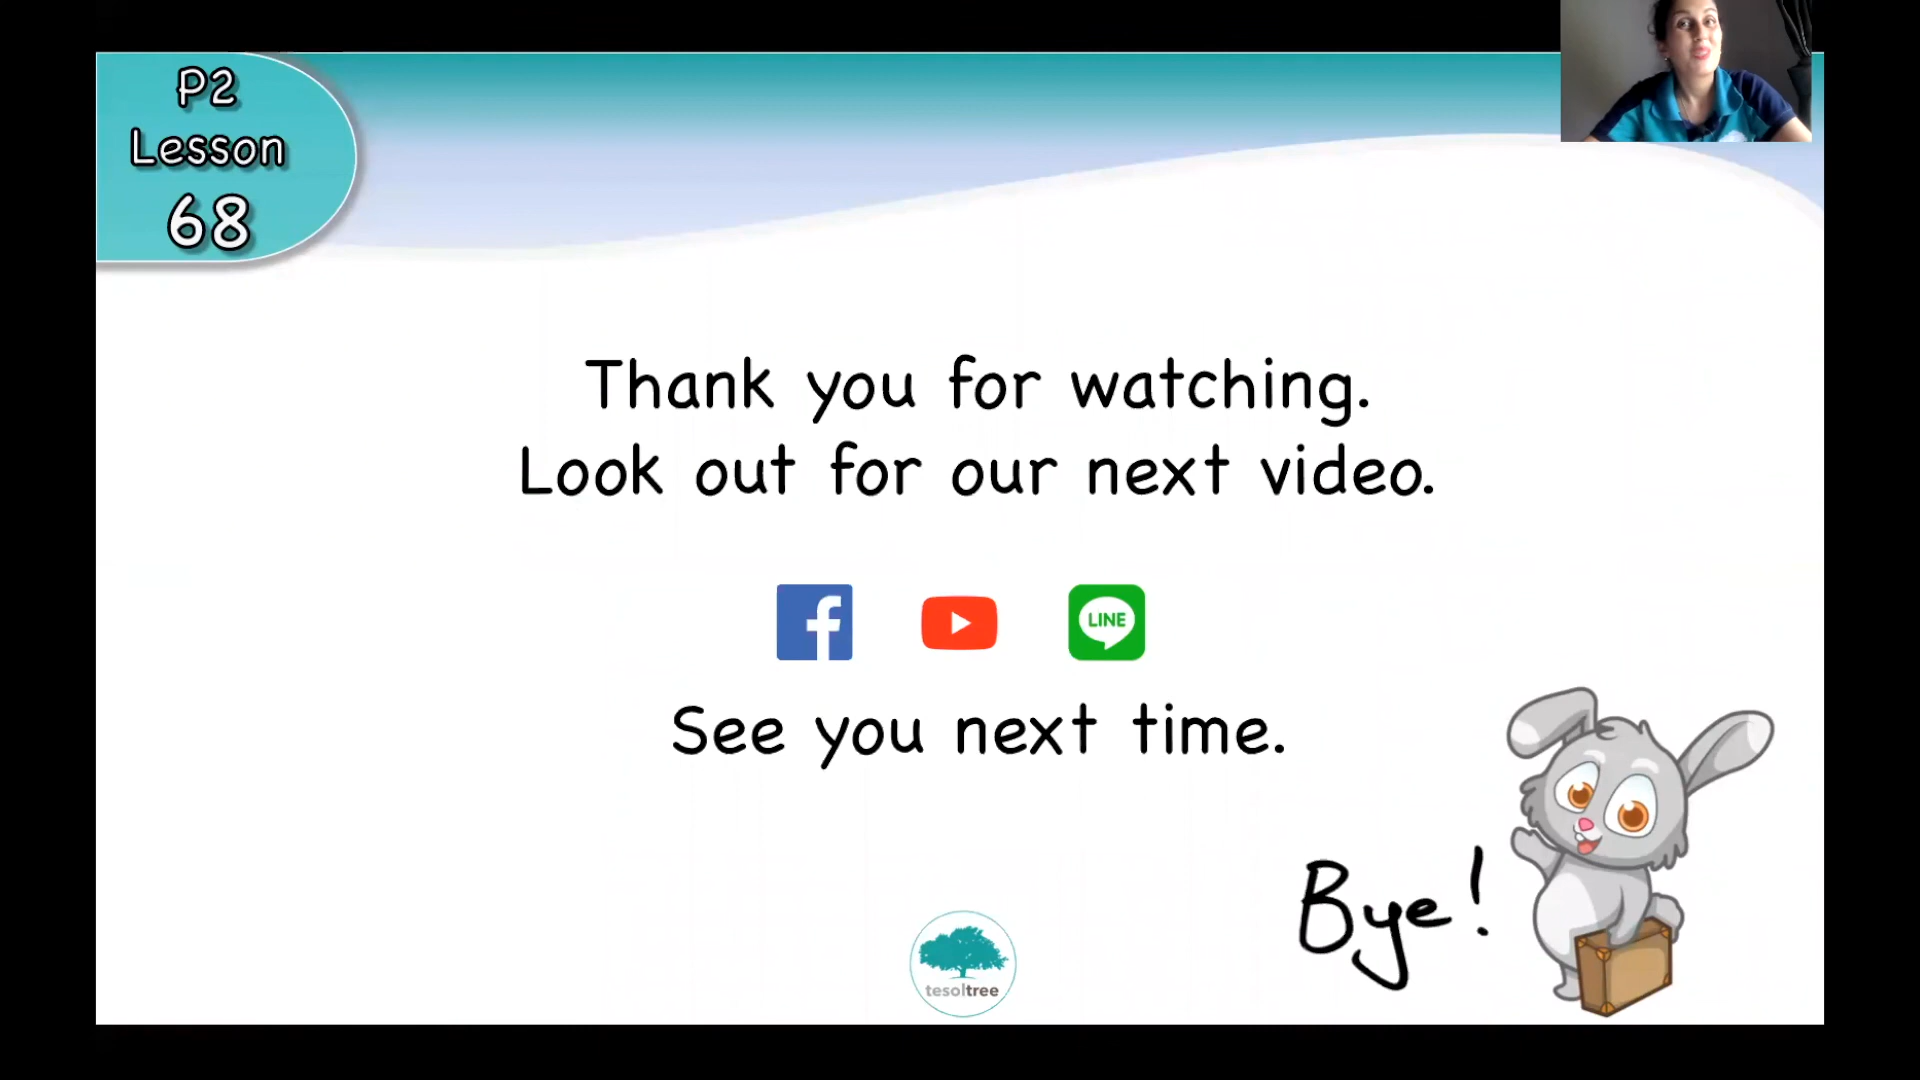 P2
Lesson
68
Thank you for watching.
Look out for our next video.
LINE
See you next time.
Bye!
tesoltree